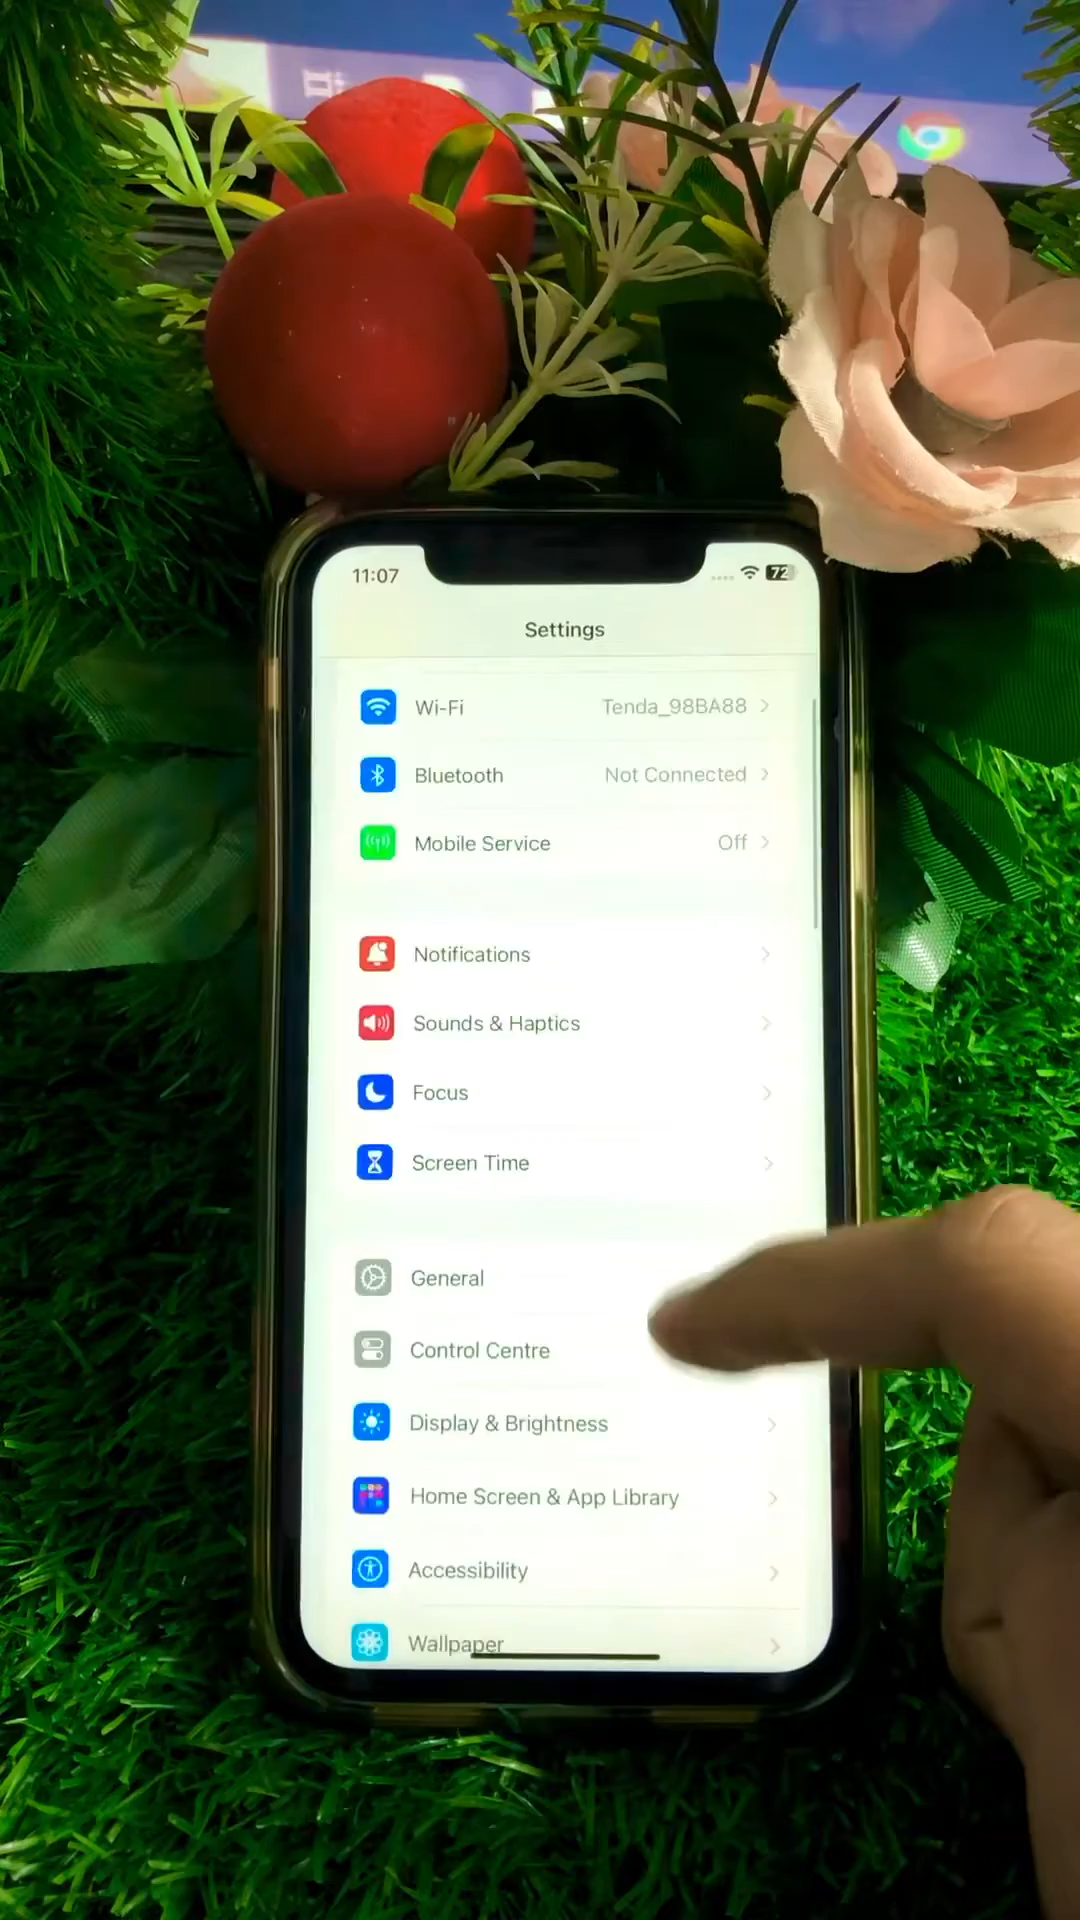 11:07
72
Settings
Wi-Fi Tenda_98BA88
Bluetooth Not Connected
Mobile Service Off
Notifications
Sounds & Haptics
Focus
Screen Time
General
Control Centre
Display & Brightness
Home Screen & App Library
Accessibility
Wallpaper